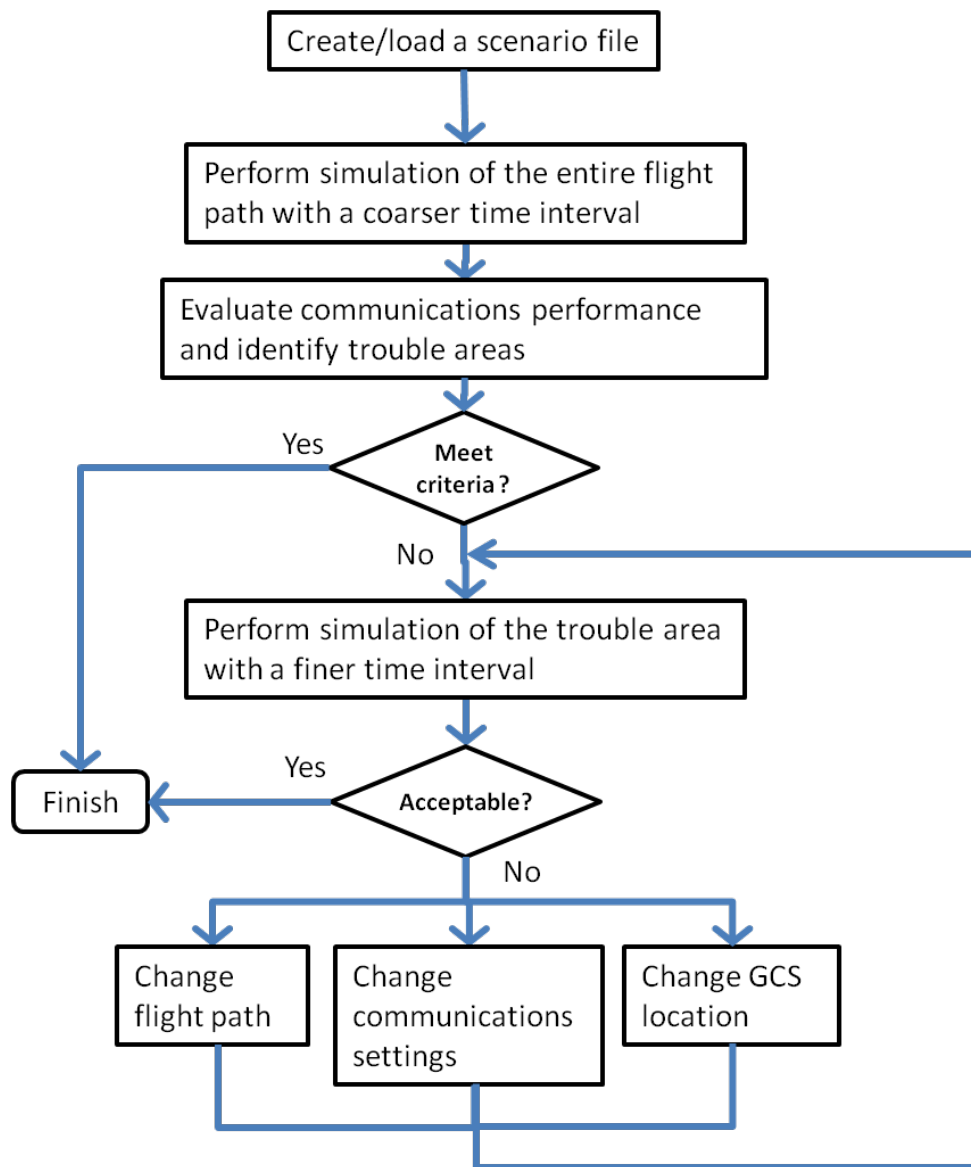 Create/load a scenario file
Perform simulation of the entire flight
path with a coarser time interval
Evaluate communications performance
and identify trouble areas
Yes
Meet
criteria?
No
Perform simulation of the trouble area
with a finer time interval
Yes
Finish
Acceptable?
No
Change
flight path
Change
communications
settings
Change GCS
location